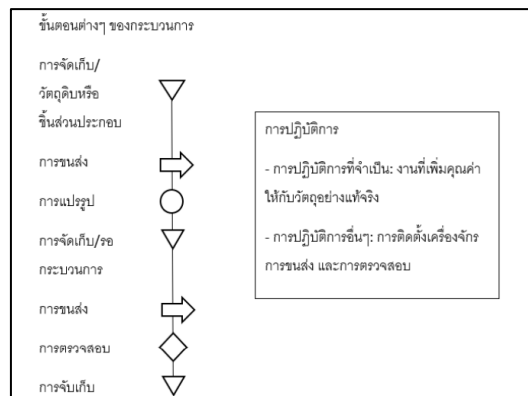 ขั้นตอนต่างๆ ของกระบวนการ
การจัดเก็บ/
วัตถุดิบหรือ
ชิ้นส่วนประกอบ
การขนส่ง
การแปรรูป
การจัดเก็บ/รอ
กระบวนการ
การขนส่ง
การตรวจสอบ
การจับเก็บ
การปฏิบัติการ
- การปฏิบัติการที่จำเป็น: งานที่เพิ่มคุณค่า
ให้กับวัตถุอย่างแท้จริง
- การปฏิบัติการอื่นๆ: การติดตั้งเครื่องจักร
การขนส่ง และการตรวจสอบ